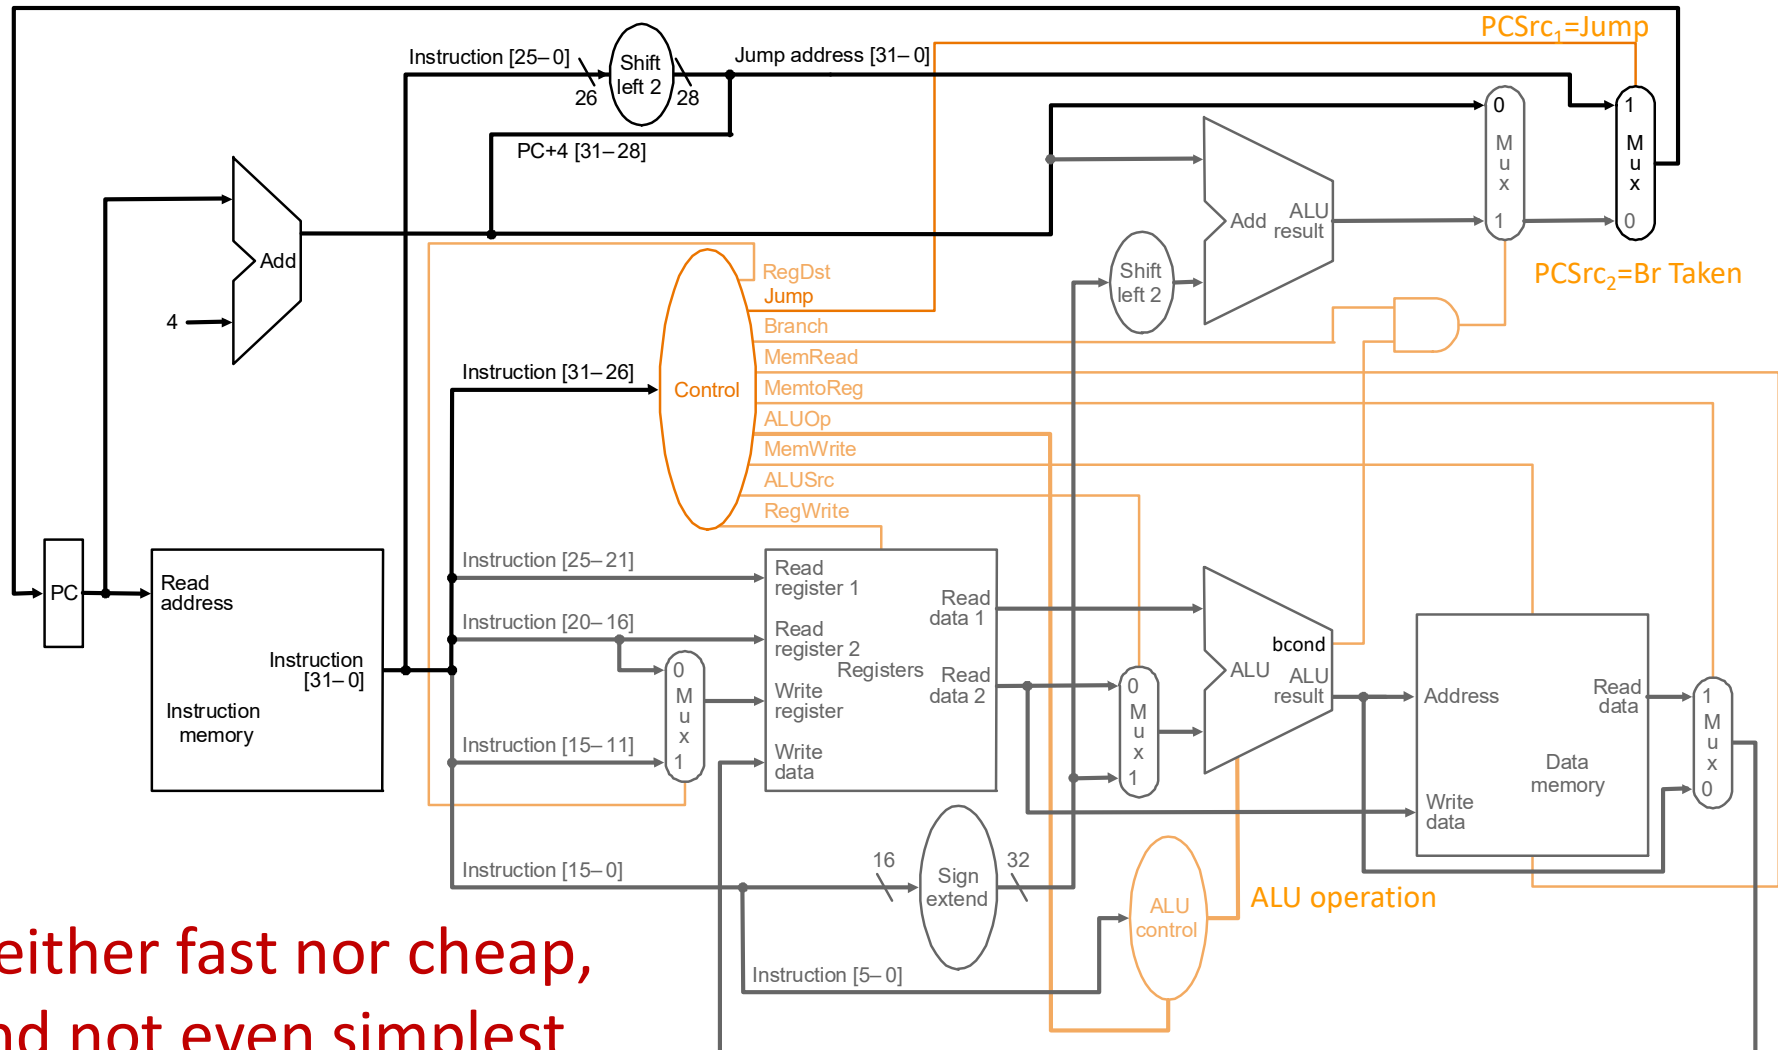 PCSrc1=Jump
Instruction [25–0]
Shift
left 2
Jump address [31–0]
26
28
PC+4 [31–28]
0
M
u
x
1
1
M
u
x
0
Add
ALU
result
Add
4
Shift
left 2
PCSrc2=Br Taken
RegDst
Jump
Branch
MemRead
MemtoReg
ALUOp
MemWrite
ALUSrc
RegWrite
Instruction [31–26]
Control
PC
Read
address
Instruction
[31–0]
Instruction
memory
Instruction [25–21]
Instruction [20–16]
Instruction [15–11]
0
M
u
x
1
Read
register 1
Read
register 2
Write
register
Write
data
Registers
Read
data 1
Read
data 2
0
M
u
x
1
bcond
ALU
ALU
result
Address
Write
data
Read
data
Data
memory
1
M
u
x
0
Instruction [15–0]
16
Sign
extend
32
ALU
control
ALU operation
Instruction [5–0]
either fast nor cheap,
nd not even simplest